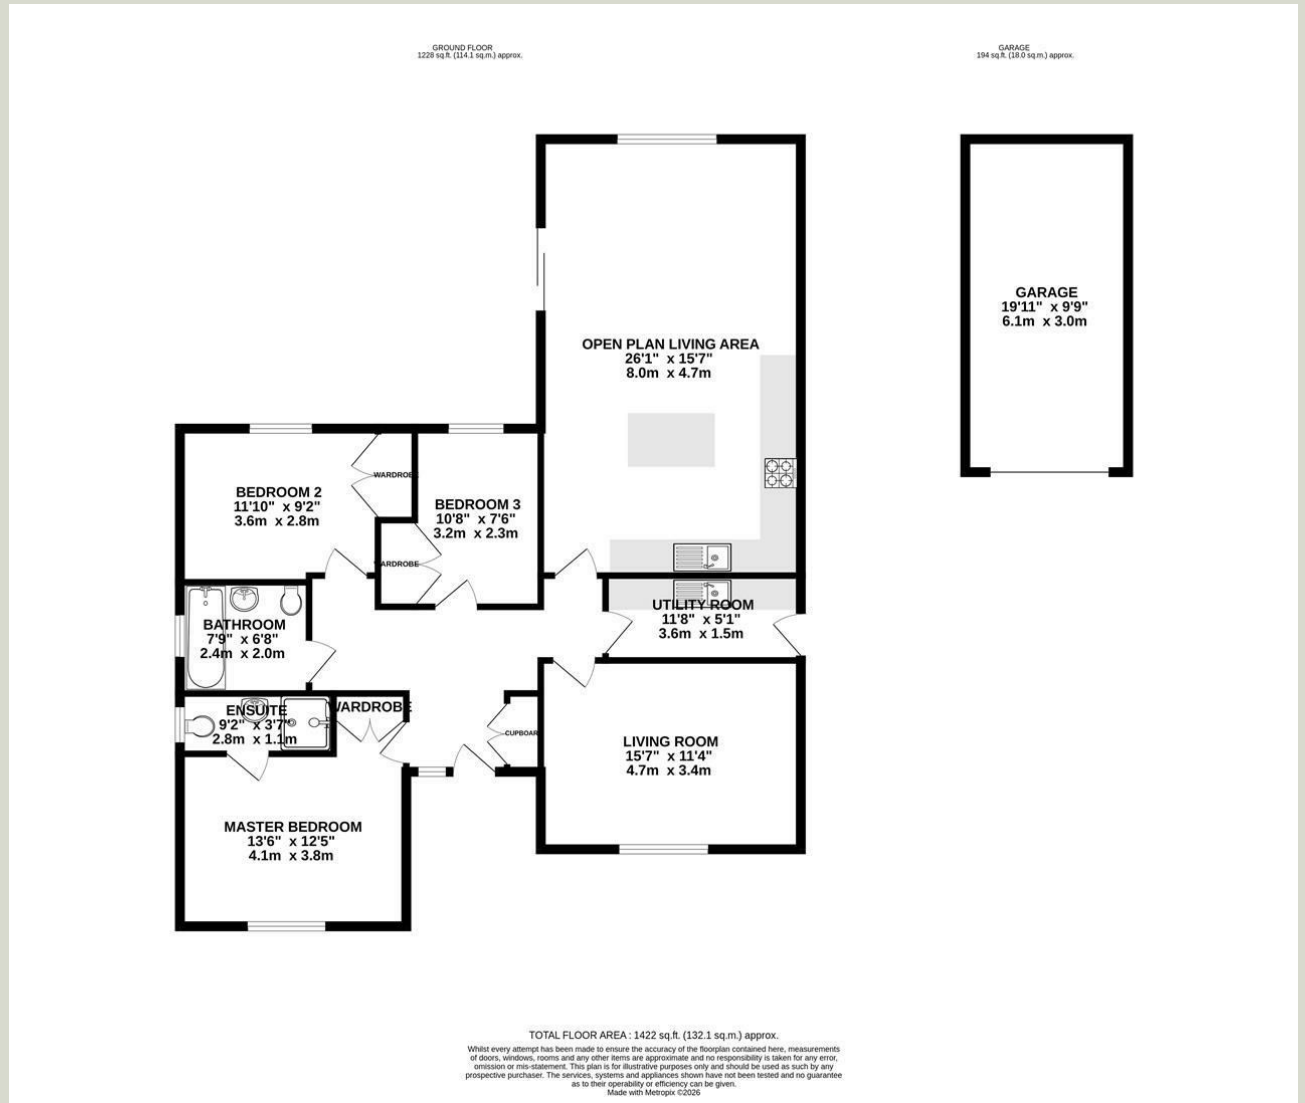 GROUND FLOOR
1228 sq.ft. (114.1 sq.m.) approx.
GARAGE
194 sq.ft. (18.0 sq.m.) approx.
GARAGE
19'11" x 9'9"
6.1m x 3.0m
OPEN PLAN LIVING AREA
26'1" x 15'7"
8.0m x 4.7m
WARDROBE
BEDROOM 2
11'10" x 9'2"
3.6m x 2.8m
BEDROOM 3
10'8" x 7'6"
3.2m x 2.3m
WARDROBE
BATHROOM
7'9" x 6'8"
2.4m x 2.0m
UTILITY ROOM
11'8" x 5'1"
3.6m x 1.5m
ENSUITE
9'2" x 3'7"
2.8m x 1.1m
WARDROBE
CUPBOARD
LIVING ROOM
15'7" x 11'4"
4.7m x 3.4m
MASTER BEDROOM
13'6" x 12'5"
4.1m x 3.8m
TOTAL FLOOR AREA : 1422 sq.ft. (132.1 sq.m.) approx.
Whilst every attempt has been made to ensure the accuracy of the floorplan contained here, measurements
of doors, windows, rooms and any other items are approximate and no responsibility is taken for any error,
omission or mis-statement. This plan is for illustrative purposes only and should be used as such by any
prospective purchaser. The services, systems and appliances shown have not been tested and no guarantee
as to their operability or efficiency can be given.
Made with Metropix ©2026